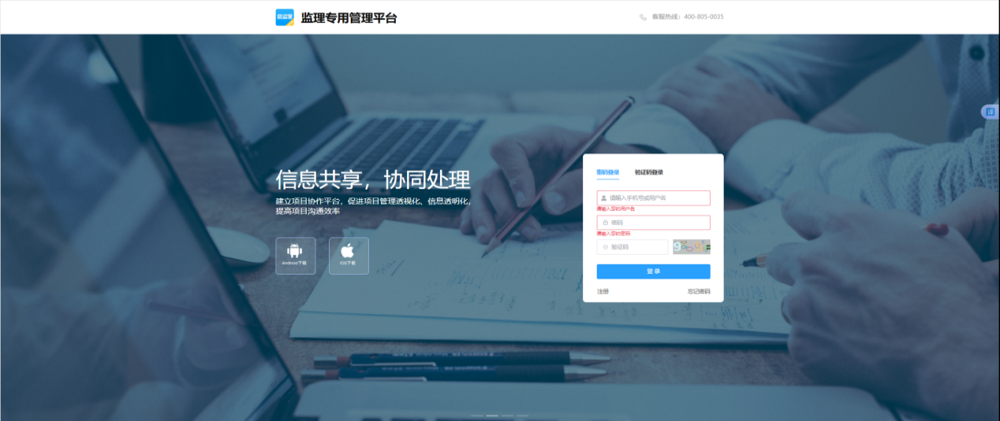 监理专用管理平台
客服热线：400-805-0035
信息共享，协同处理
建立项目协作平台，促进项目管理透视化、信息透明化，
提高项目沟通效率
Android下载
iOS下载
密码登录
验证码登录
请输入手机号或用户名
请输入您的用户名
密码
请输入您的密码
验证码
登 录
注册
忘记密码
译